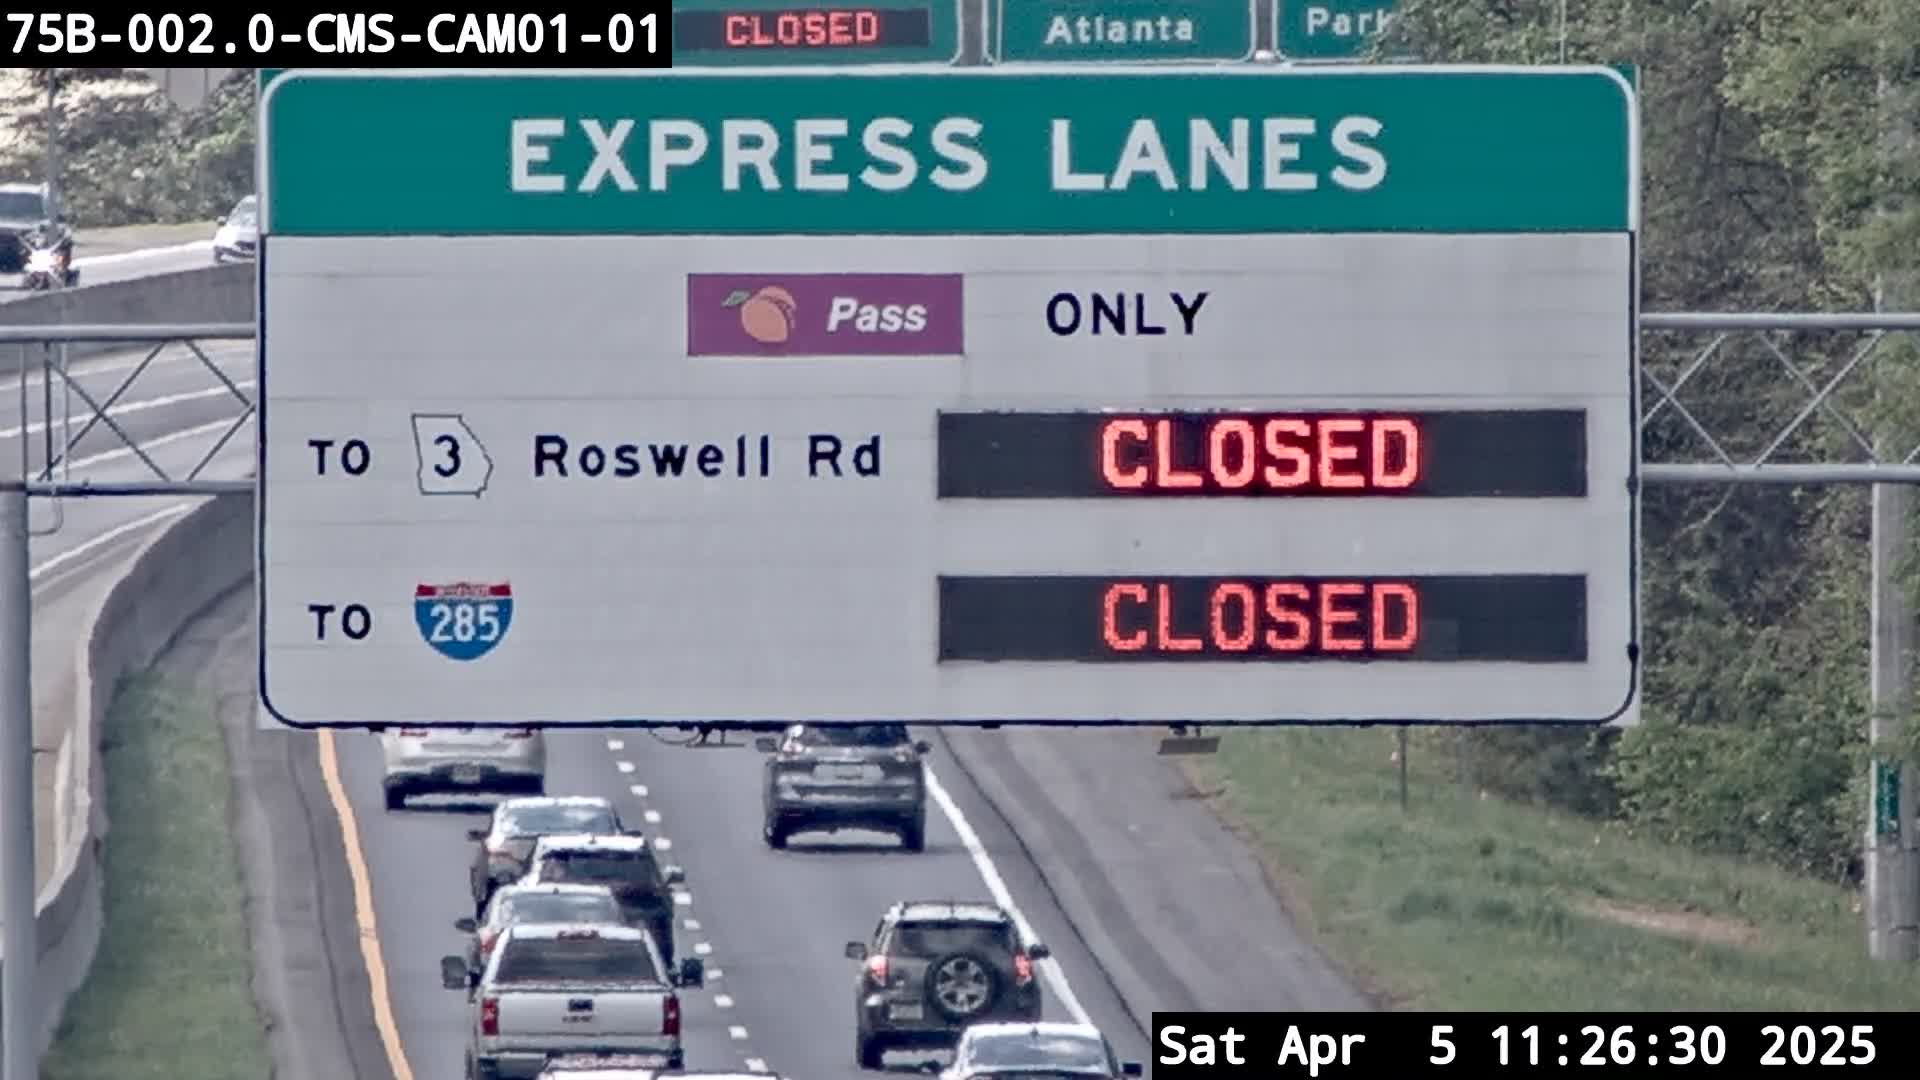 75B-002.0-CMS-CAM01-01
CLOSED
Atlanta
Park
EXPRESS LANES
Pass ONLY
TO 3 Roswell Rd CLOSED
TO 285 CLOSED
Sat Apr 5 11:26:30 2025